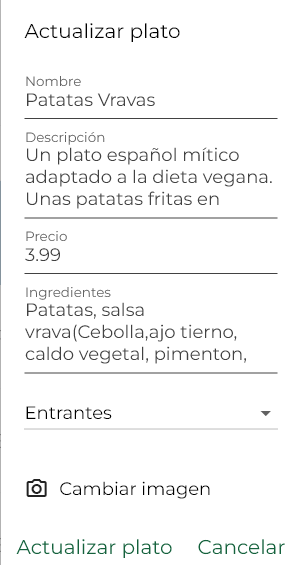 Actualizar plato
Nombre
Patatas Vravas
Descripción
Un plato español mítico
adaptado a la dieta vegana.
Unas patatas fritas en
Precio
3.99
Ingredientes
Patatas, salsa
vrava(Cebolla,ajo tierno,
caldo vegetal, pimenton,
Entrantes
Cambiar imagen
Actualizar plato Cancelar